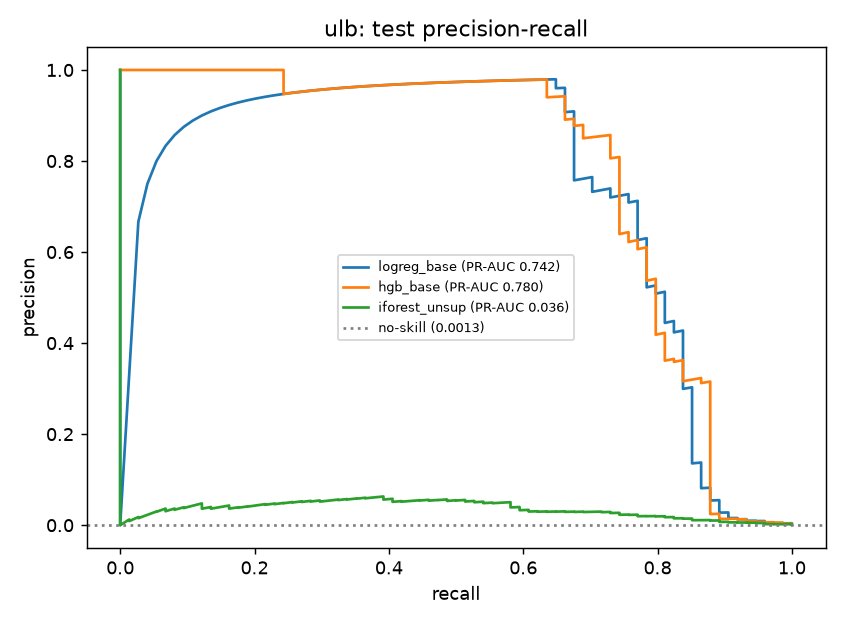 ulb: test precision-recall
precision
1.0
0.8
0.6
0.4
0.2
0.0
logreg_base (PR-AUC 0.742)
hgb_base (PR-AUC 0.780)
iforest_unsup (PR-AUC 0.036)
no-skill (0.0013)
0.0 0.2 0.4 0.6 0.8 1.0
recall